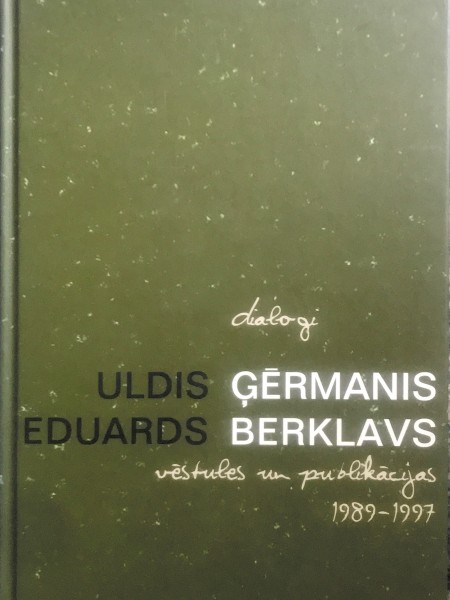 dialogi
ULDIS ĢĒRMANIS
EDUARDS BERKLAVS
vēstules un publikācijas
1989-1997